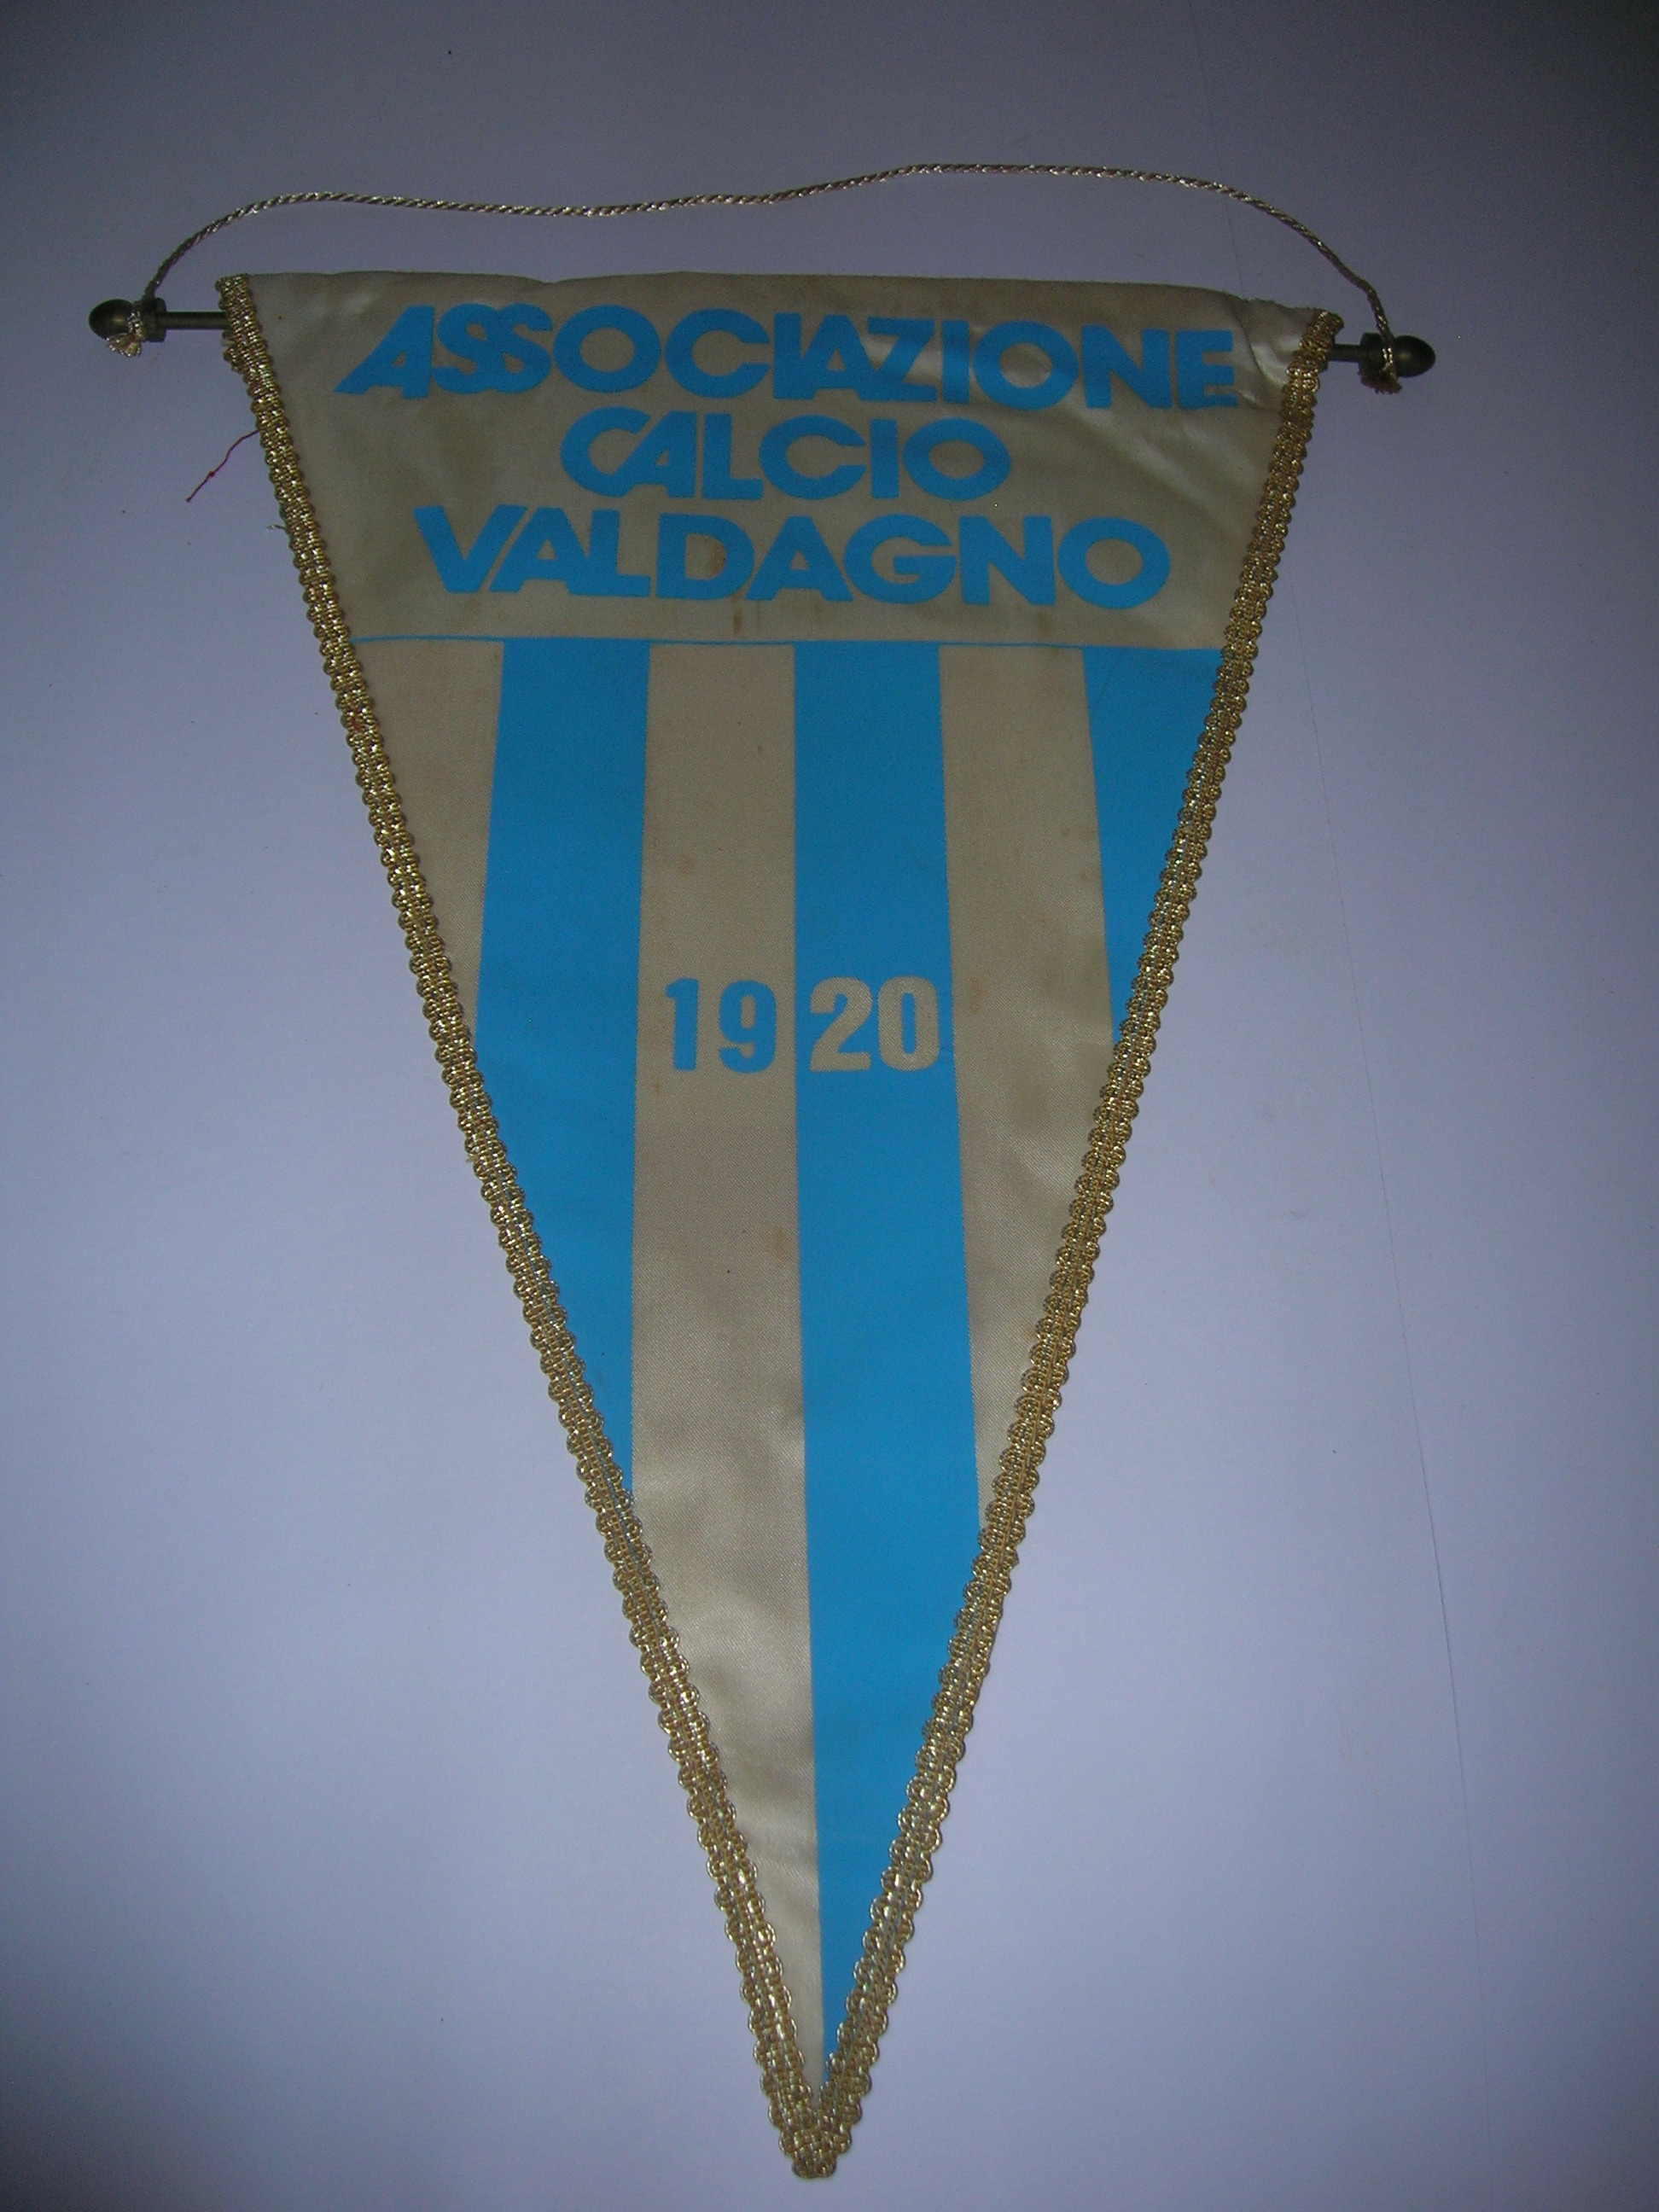 ASSOCIAZIONE
CALCIO
VALDAGNO
1920